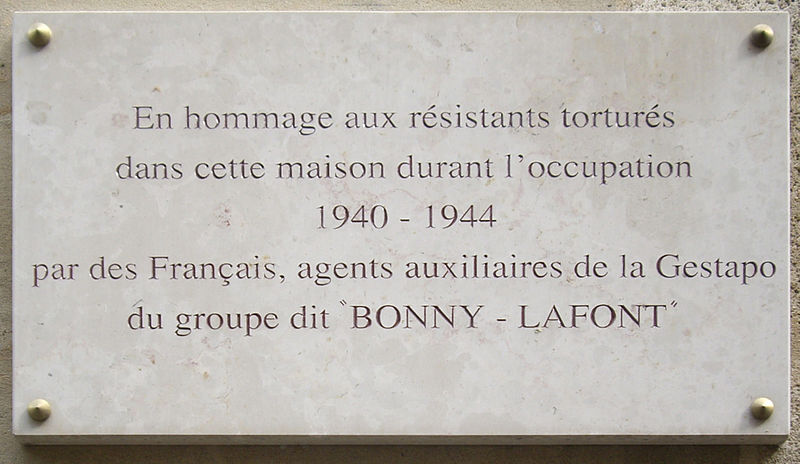 En hommage aux résistants torturés
dans cette maison durant l'occupation
1940 - 1944
par des Français, agents auxiliaires de la Gestapo
du groupe dit "BONNY - LAFONT"